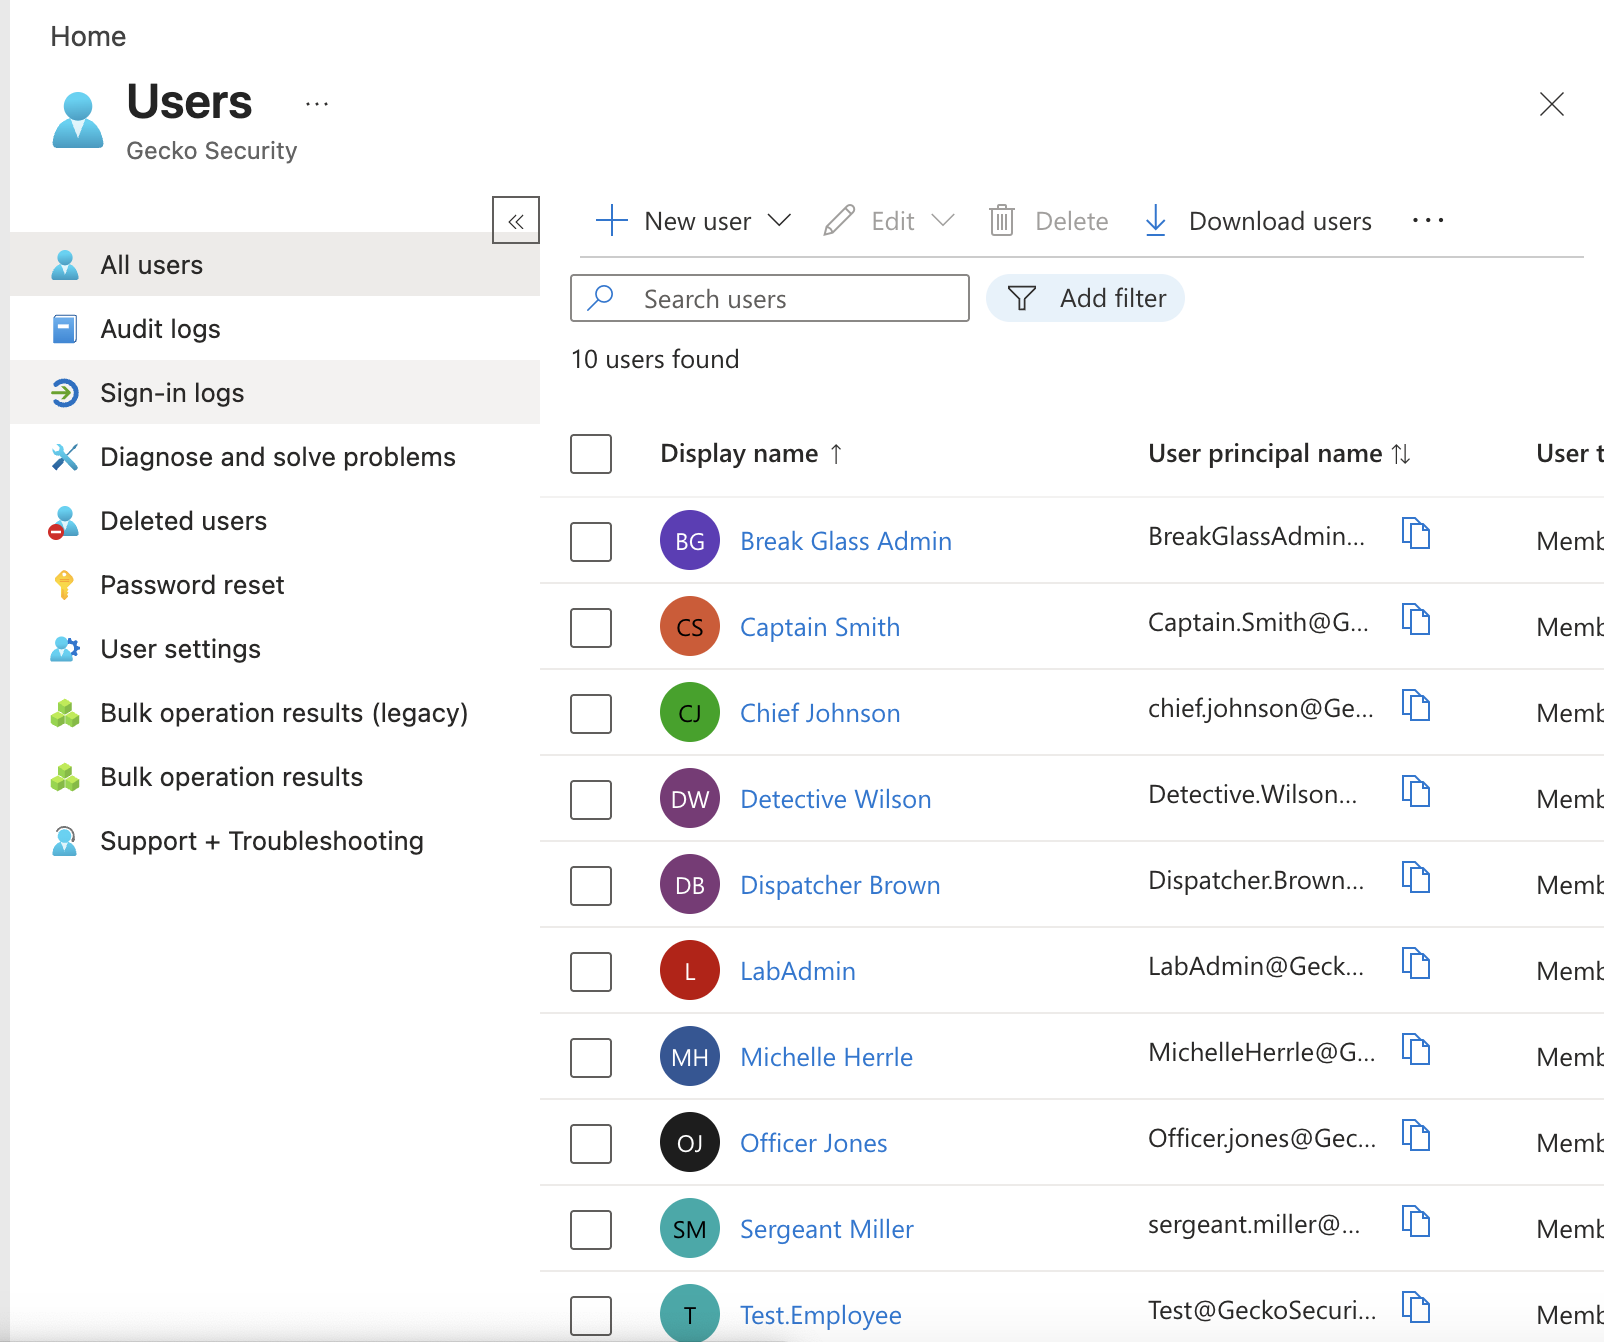 Home
Users ...
Gecko Security
All users
Audit logs
Sign-in logs
Diagnose and solve problems
Deleted users
Password reset
User settings
Bulk operation results (legacy)
Bulk operation results
Support + Troubleshooting
New user Edit Delete Download users ...
Search users Add filter
10 users found
Display name ↑ User principal name ↑↓ User t
BG Break Glass Admin BreakGlassAdmin... Memb
CS Captain Smith Captain.Smith@G... Memb
CJ Chief Johnson chief.johnson@Ge... Memb
DW Detective Wilson Detective.Wilson... Memb
DB Dispatcher Brown Dispatcher.Brown... Memb
L LabAdmin LabAdmin@Geck... Memb
MH Michelle Herrle MichelleHerrle@G... Memb
OJ Officer Jones Officer.jones@Gec... Memb
SM Sergeant Miller sergeant.miller@... Memb
T Test.Employee Test@GeckoSecuri... Memb